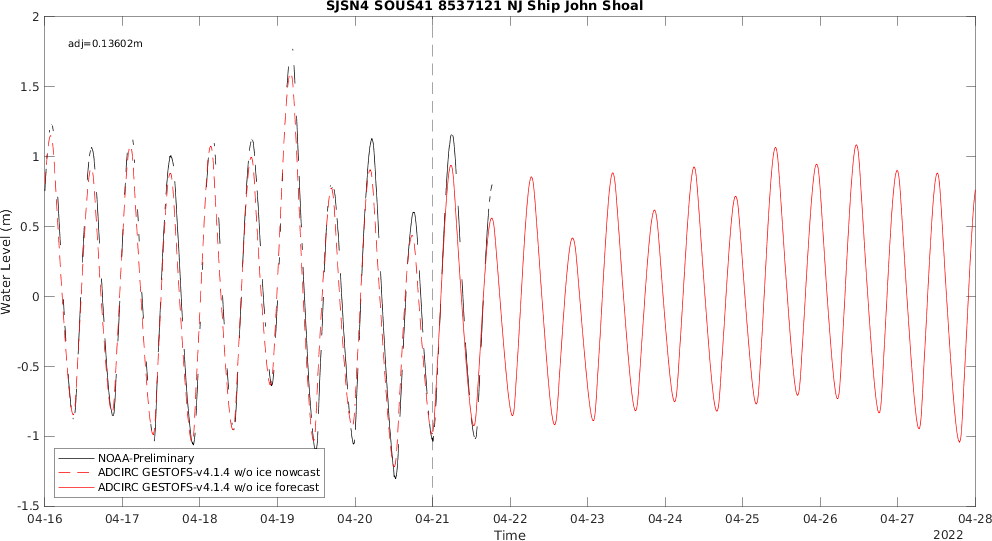 SJSN4 SOUS41 8537121 NJ Ship John Shoal
adj=0.13602m
2
1.5
1
0.5
0
-0.5
-1
-1.5
Water Level (m)
NOAA-Preliminary
ADCIRC GESTOFS-v4.1.4 w/o ice nowcast
ADCIRC GESTOFS-v4.1.4 w/o ice forecast
04-16 04-17 04-18 04-19 04-20 04-21 04-22 04-23 04-24 04-25 04-26 04-27 04-28
Time
2022